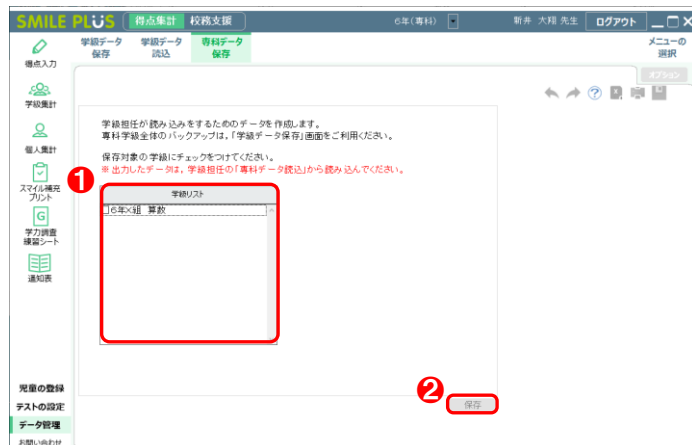 SMILE PLUS 得点集計 校務支援 6年(専科) 新井 大翔 先生 ログアウト
学級データ保存 学級データ読込 専科データ保存 メニューの選択
オプション
得点入力
学級集計
個人集計
スマイル補充プリント
G
学力調査練習シート
通知表
学級担任が読み込みをするためのデータを作成します。
専科学級全体のバックアップは、「学級データ保存」画面をご利用ください。
保存対象の学級にチェックをつけてください。
※ 出力したデータは、学級担任の「専科データ読込」から読み込んでください。
1
学級リスト
6年×組 算数
2
保存
児童の登録
テストの設定
データ管理
お問い合わせ